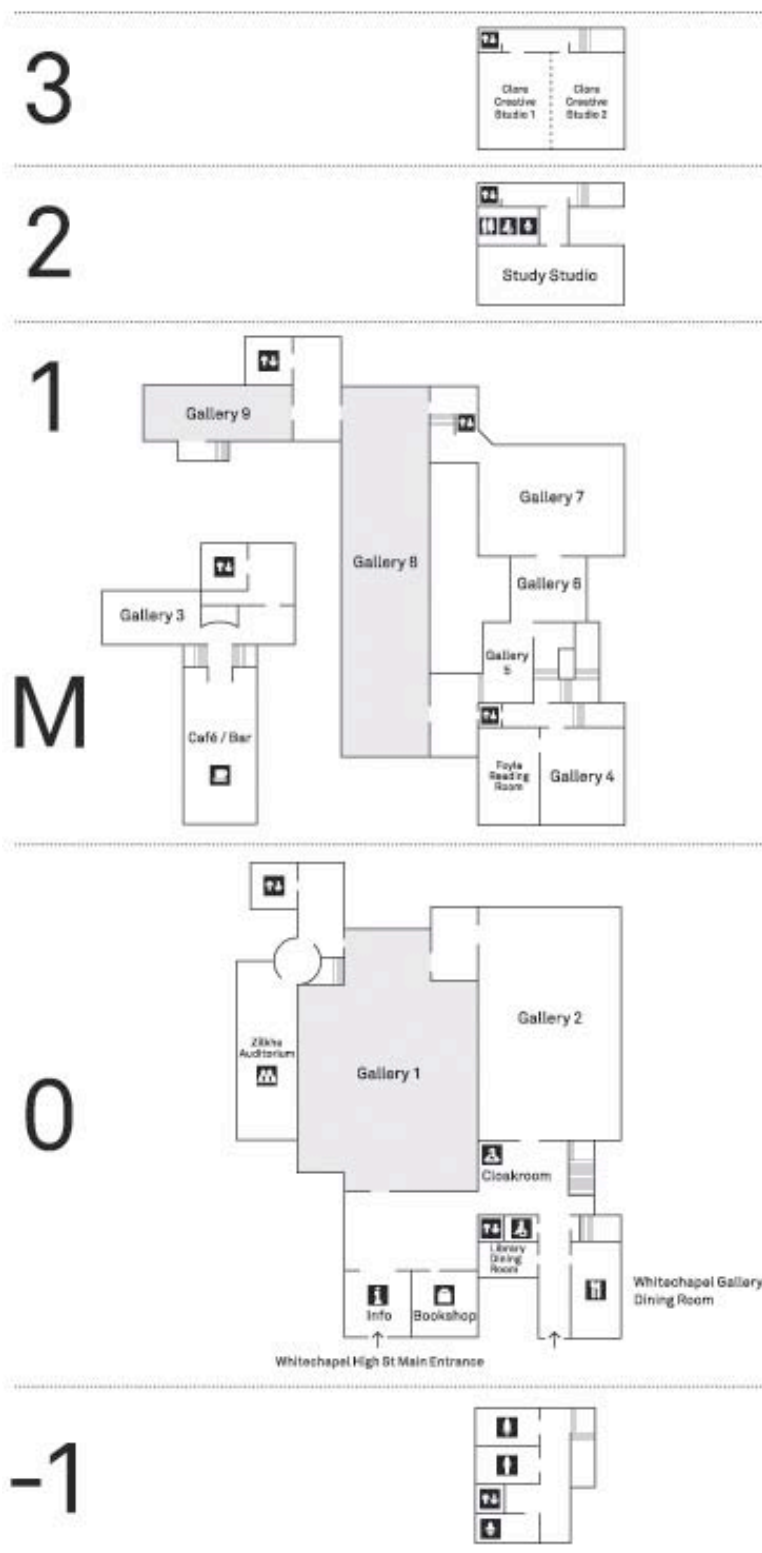 3
Clore
Creative
Studio 1
Clore
Creative
Studio 2
2
Study Studio
1
Gallery 9
Gallery 7
Gallery 8
Gallery 6
Gallery 3
Gallery
5
M
Café / Bar
Foyle
Reading
Room
Gallery 4
0
Gallery 2
Zilkha
Auditorium
Gallery 1
Cloakroom
Library
Dining
Room
Whitechapel Gallery
Dining Room
Info
Bookshop
Whitechapel High St Main Entrance
-1